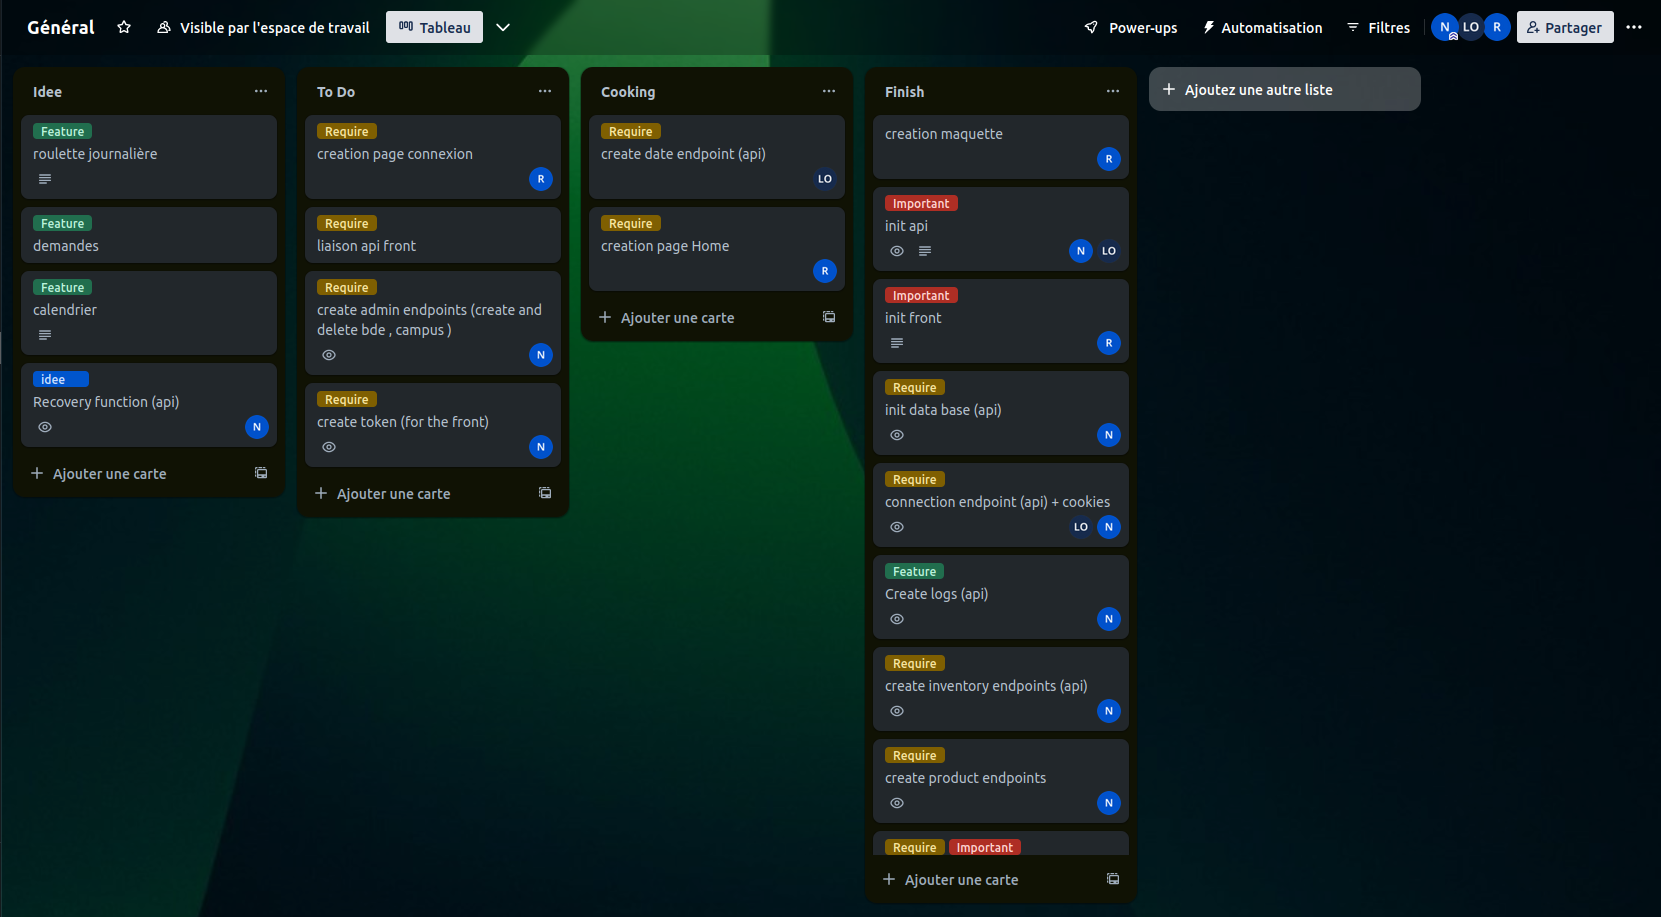 Général
Visible par l'espace de travail
Tableau
Power-ups
Automatisation
Filtres
N
LO
R
Partager
Idee
Feature
roulette journalière
Feature
demandes
Feature
calendrier
idee
Recovery function (api)
N
Ajouter une carte
To Do
Require
creation page connexion
R
Require
liaison api front
Require
create admin endpoints (create and
delete bde , campus )
N
Require
create token (for the front)
N
Ajouter une carte
Cooking
Require
create date endpoint (api)
LO
Require
creation page Home
R
Ajouter une carte
Finish
creation maquette
R
Important
init api
N LO
Important
init front
R
Require
init data base (api)
N
Require
connection endpoint (api) + cookies
LO N
Feature
Create logs (api)
N
Require
create inventory endpoints (api)
N
Require
create product endpoints
N
Require Important
Ajouter une carte
Ajoutez une autre liste